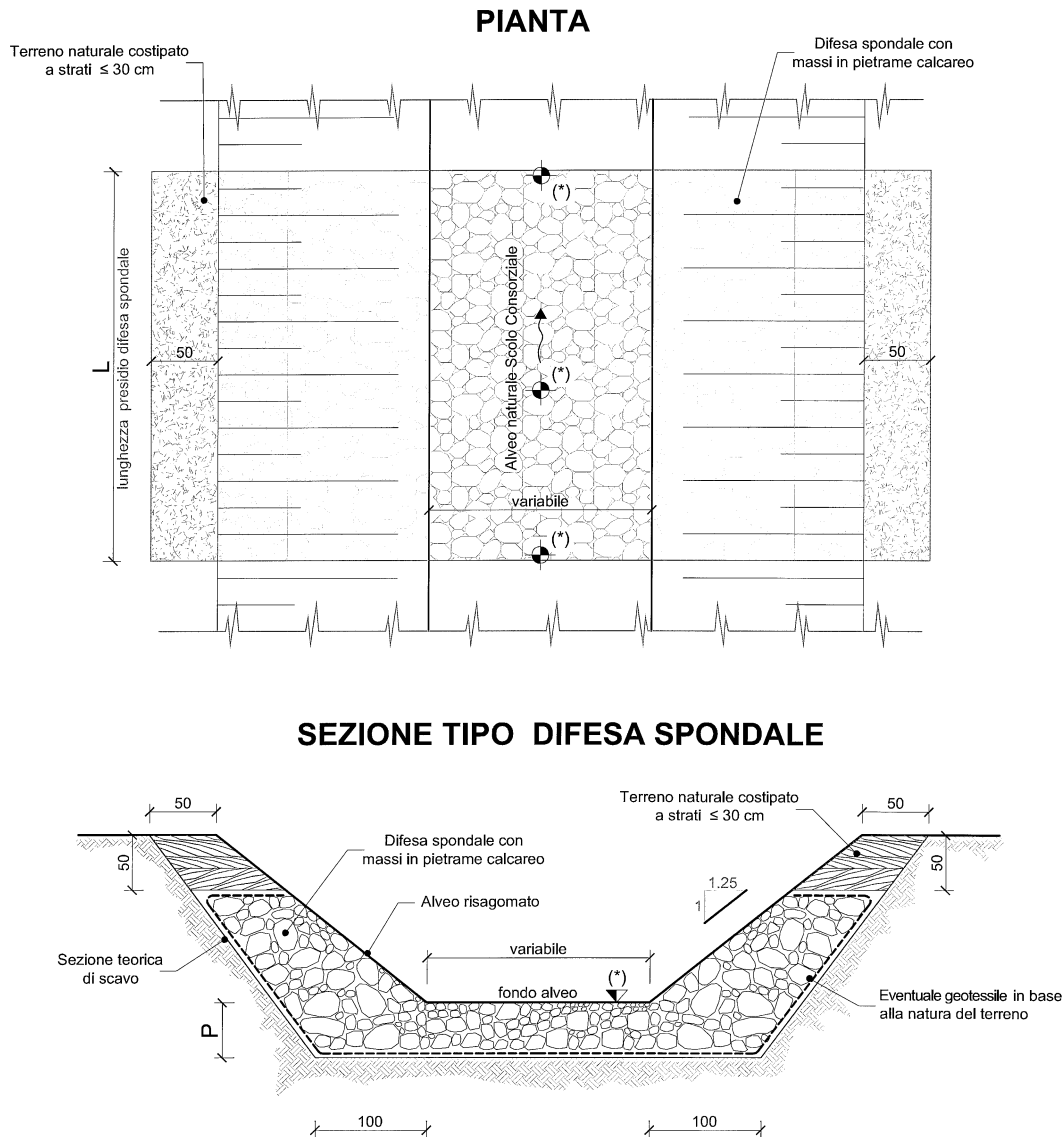 PIANTA
Terreno naturale costipato
a strati ≤ 30 cm
Difesa spondale con
massi in pietrame calcareo
(*)
L
lunghezza presidio difesa spondale
50
Alveo naturale Scolo Consorziale
(*)
50
variabile
(*)
SEZIONE TIPO DIFESA SPONDALE
50
Terreno naturale costipato
a strati ≤ 30 cm
50
50
Difesa spondale con
massi in pietrame calcareo
50
1.25
1
Alveo risagomato
Sezione teorica
di scavo
variabile
fondo alveo
(*)
Eventuale geotessile in base
alla natura del terreno
P
100
100